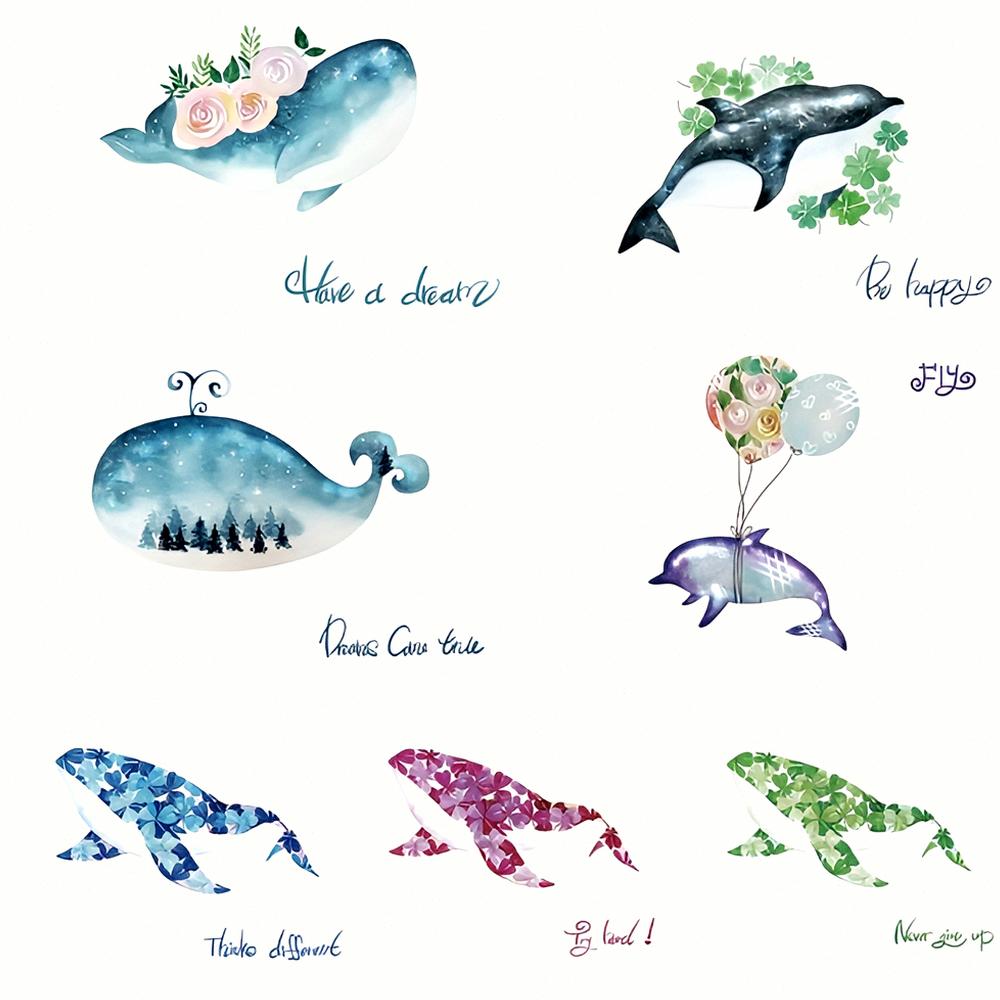 Have a dream
Be happy
Fly
Dreams Come true
Think different
Try hard !
Never give up